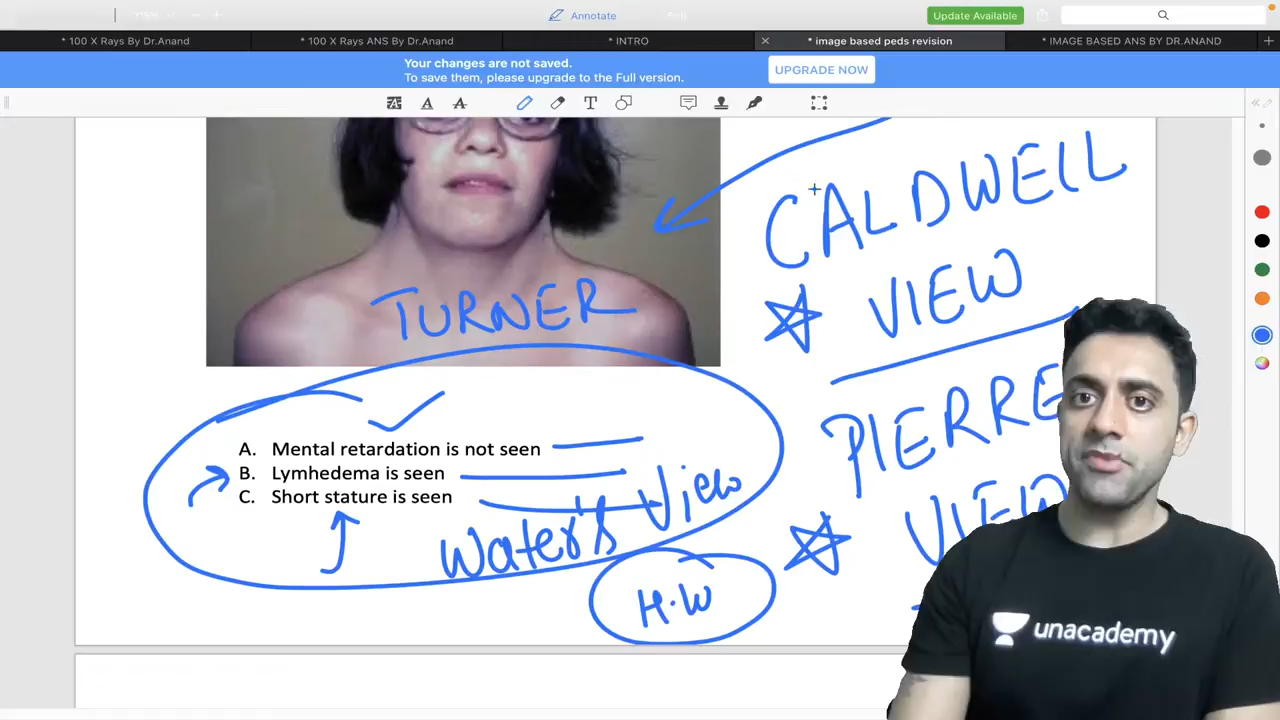 Annotate
Edit
Update Available
* 100 X Rays By Dr.Anand
* 100 X Rays ANS By Dr.ANAND
* INTRO
* image based peds revision
* IMAGE BASED ANS BY DR.ANAND
Your changes are not saved.
To save them, please upgrade to the Full version.
UPGRADE NOW
CALDWELL
VIEW
TURNER
PIERRE
VIEW
A. Mental retardation is not seen
B. Lymhedema is seen
C. Short stature is seen
Water's View
H.W
unacademy